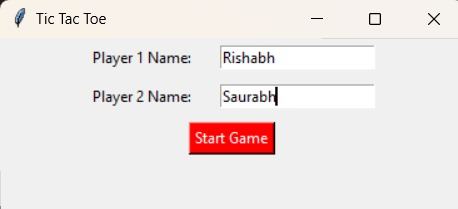 Tic Tac Toe
Player 1 Name: Rishabh
Player 2 Name: Saurabh
Start Game